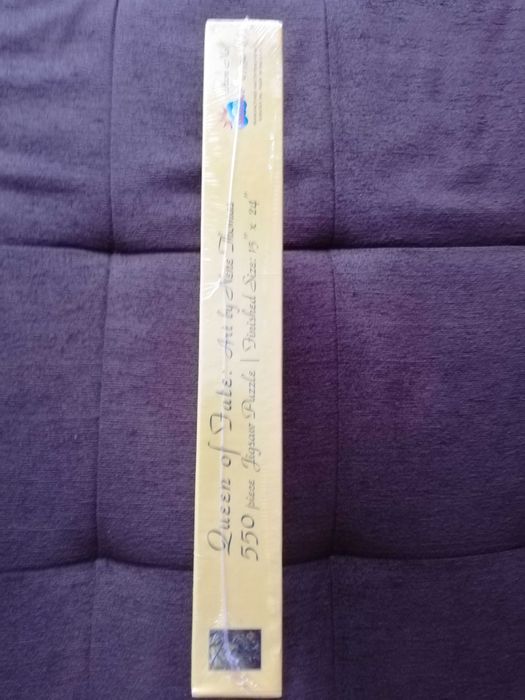 Queen of Fate: Art by Nene Thomas
550 piece Jigsaw Puzzle | Finished Size: 15" x 24"